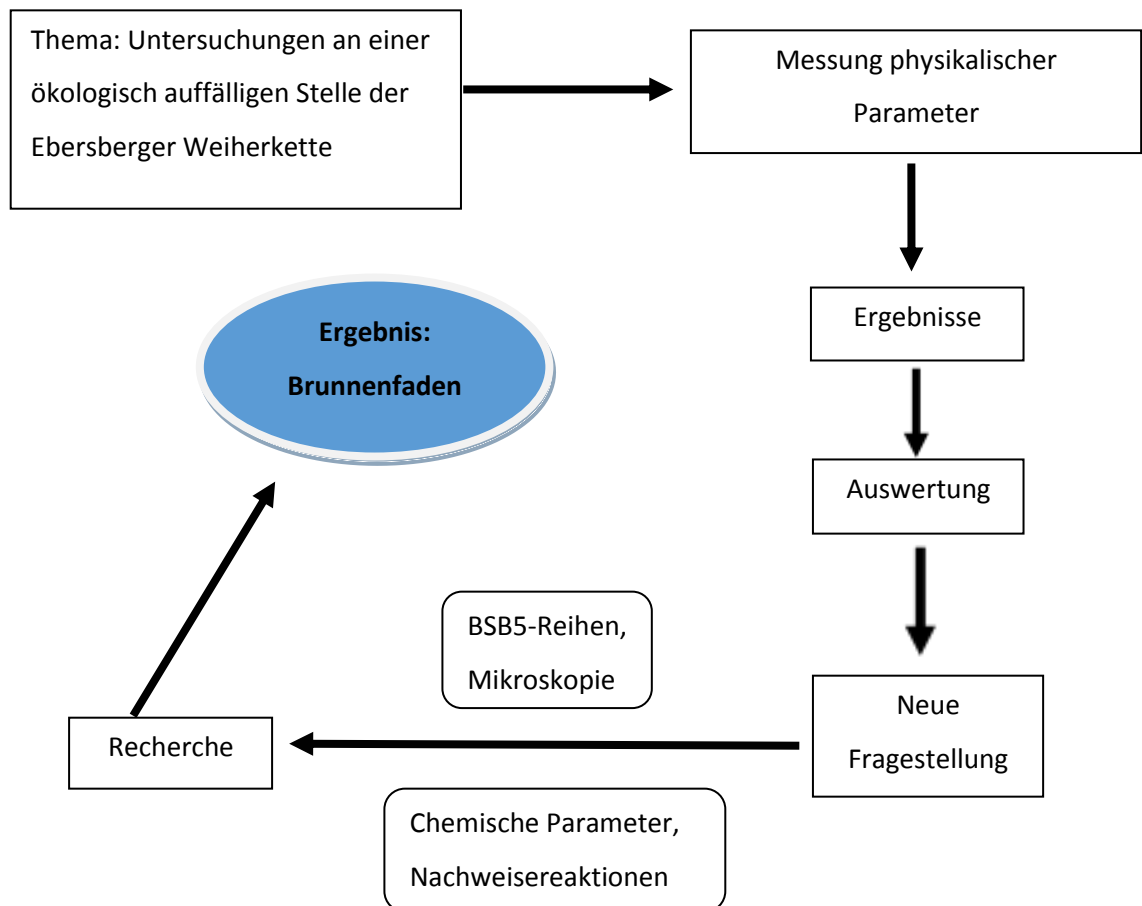 Thema: Untersuchungen an einer
ökologisch auffälligen Stelle der
Ebersberger Weiherkette
Messung physikalischer
Parameter
Ergebnisse
Auswertung
Neue
Fragestellung
BSB5-Reihen,
Mikroskopie
Chemische Parameter,
Nachweisereaktionen
Recherche
Ergebnis:
Brunnenfaden